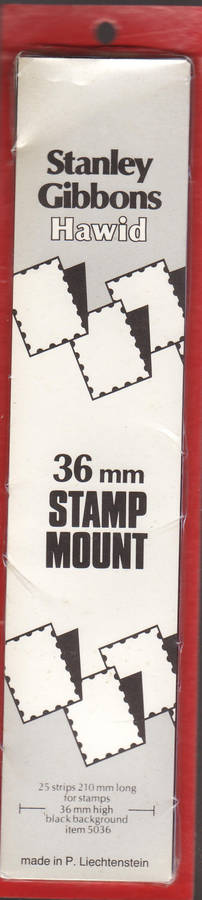 Stanley
Gibbons
Hawid
36 mm
STAMP
MOUNT
25 strips 210 mm long
for stamps
36 mm high
black background
item 5036
made in P. Liechtenstein